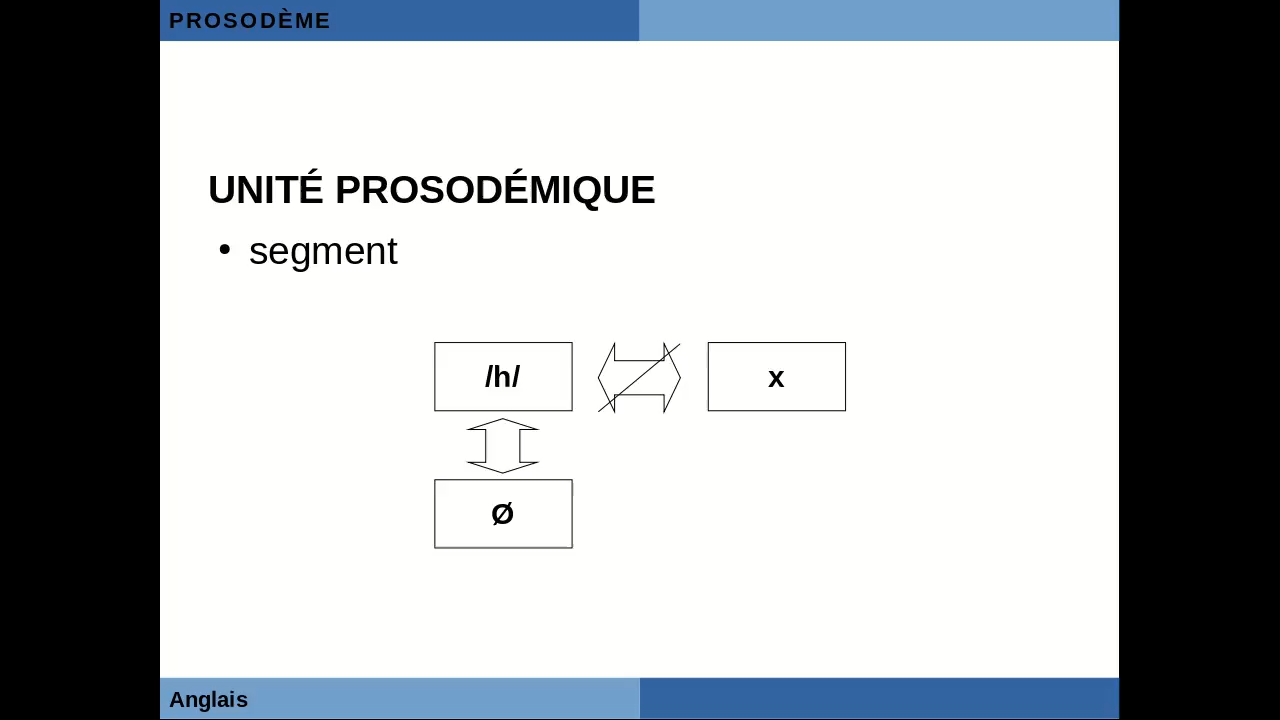 PROSODÈME
UNITÉ PROSODÉMIQUE
• segment
/h/ x
Ø
Anglais